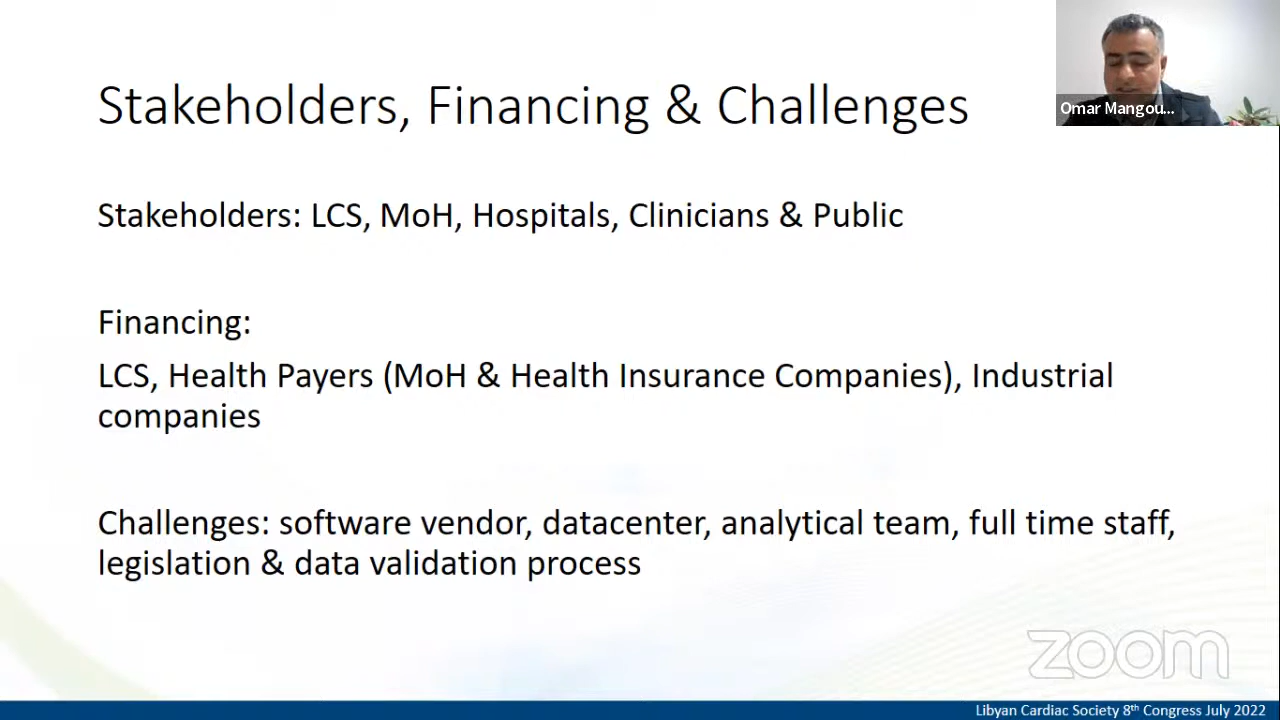 Stakeholders, Financing & Challenges
Omar Mangou...
Stakeholders: LCS, MoH, Hospitals, Clinicians & Public
Financing:
LCS, Health Payers (MoH & Health Insurance Companies), Industrial
companies
Challenges: software vendor, datacenter, analytical team, full time staff,
legislation & data validation process
zoom
Libyan Cardiac Society 8th Congress July 2022